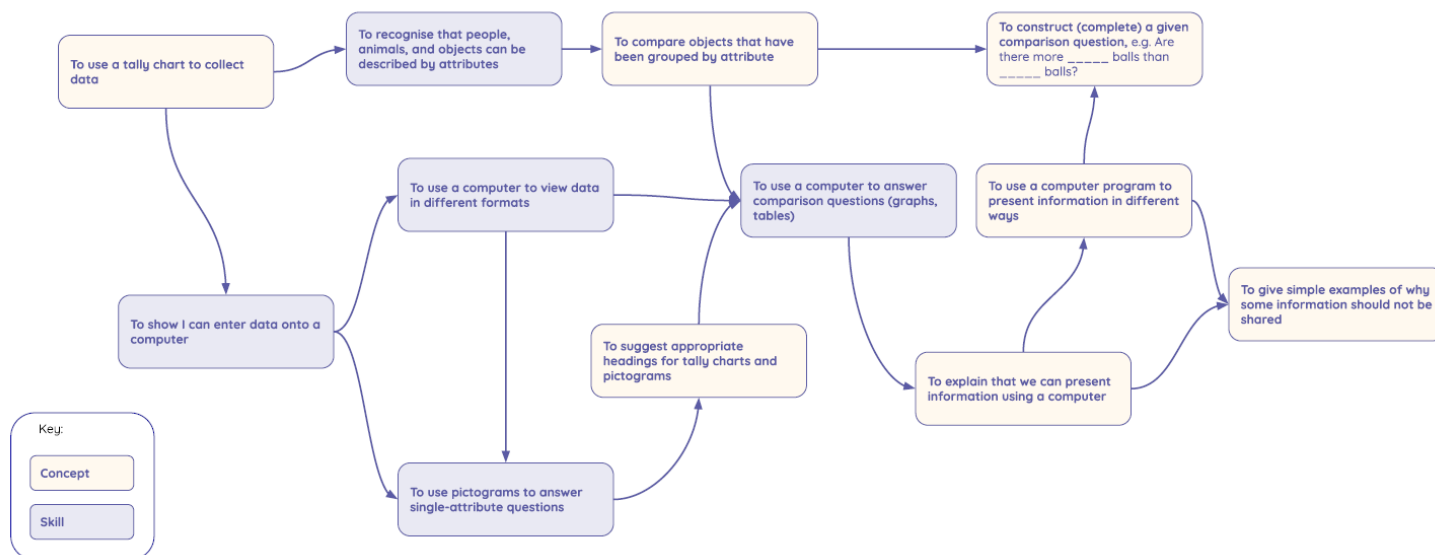 To use a tally chart to collect
data
To recognise that people,
animals, and objects can be
described by attributes
To compare objects that have
been grouped by attribute
To construct (complete) a given
comparison question, e.g. Are
there more _____ balls than
_____ balls?
To use a computer to view data
in different formats
To use a computer to answer
comparison questions (graphs,
tables)
To use a computer program to
present information in different
ways
To show I can enter data onto a
computer
To suggest appropriate
headings for tally charts and
pictograms
To explain that we can present
information using a computer
To give simple examples of why
some information should not be
shared
To use pictograms to answer
single-attribute questions
Key:
Concept
Skill